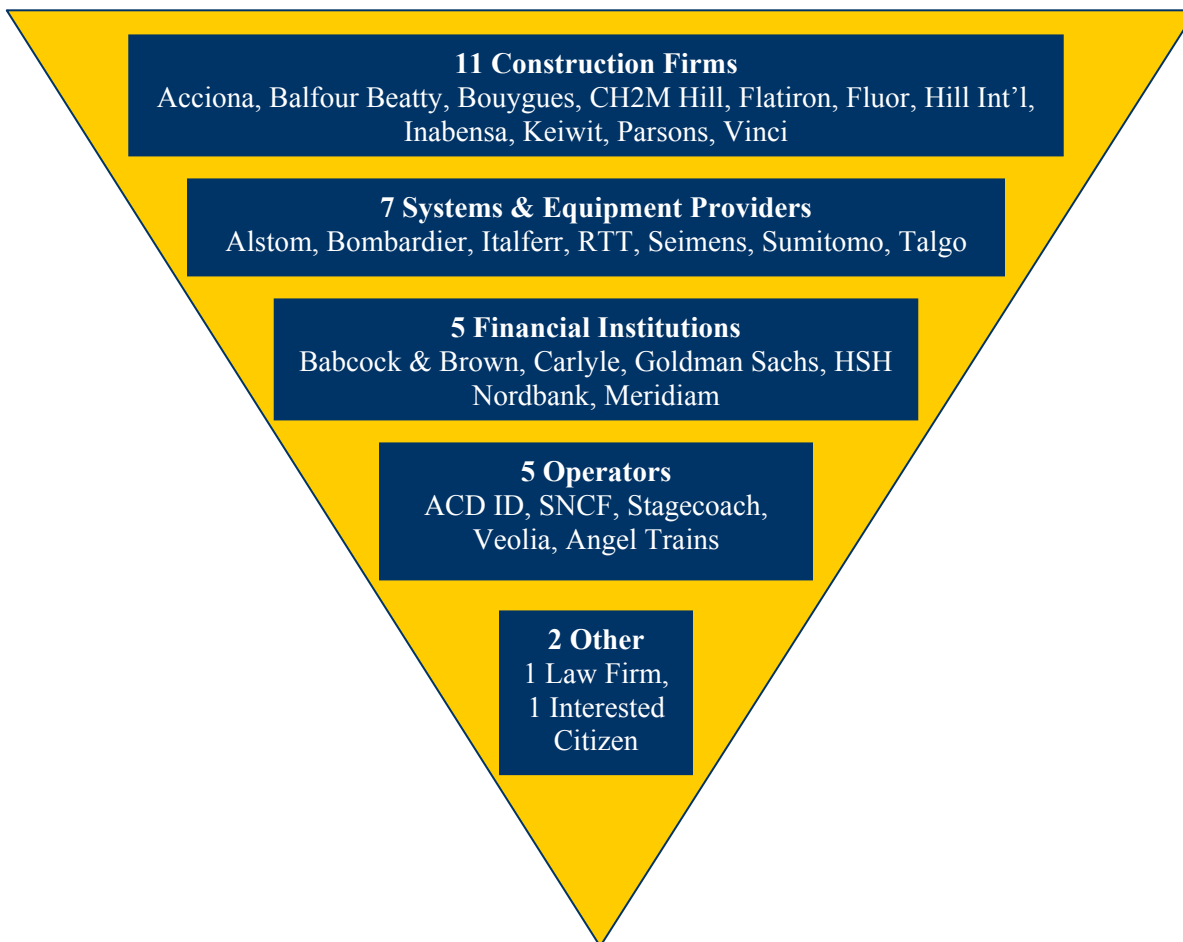 11 Construction Firms
Acciona, Balfour Beatty, Bouygues, CH2M Hill, Flatiron, Fluor, Hill Int’l,
Inabensa, Keiwit, Parsons, Vinci
7 Systems & Equipment Providers
Alstom, Bombardier, Italferr, RTT, Seimens, Sumitomo, Talgo
5 Financial Institutions
Babcock & Brown, Carlyle, Goldman Sachs, HSH
Nordbank, Meridiam
5 Operators
ACD ID, SNCF, Stagecoach,
Veolia, Angel Trains
2 Other
1 Law Firm,
1 Interested
Citizen